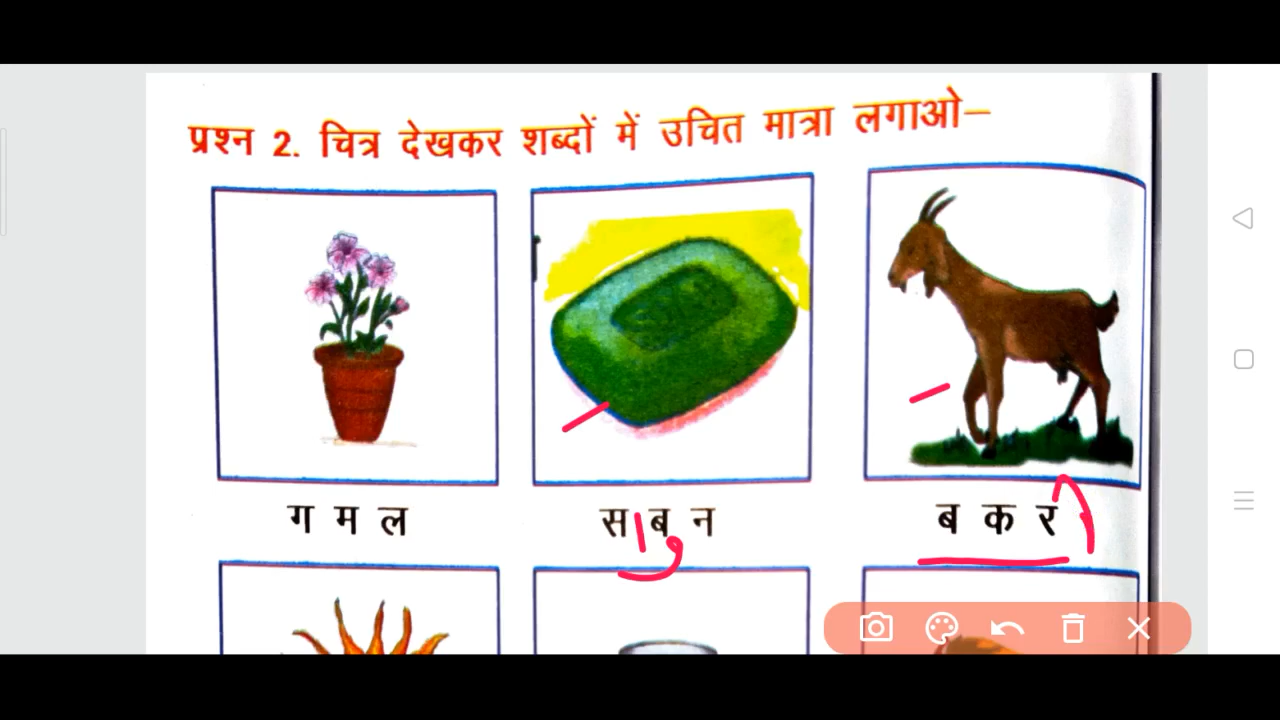 प्रश्न 2. चित्र देखकर शब्दों में उचित मात्रा लगाओ–
ग म ल
साबुन
ब क री